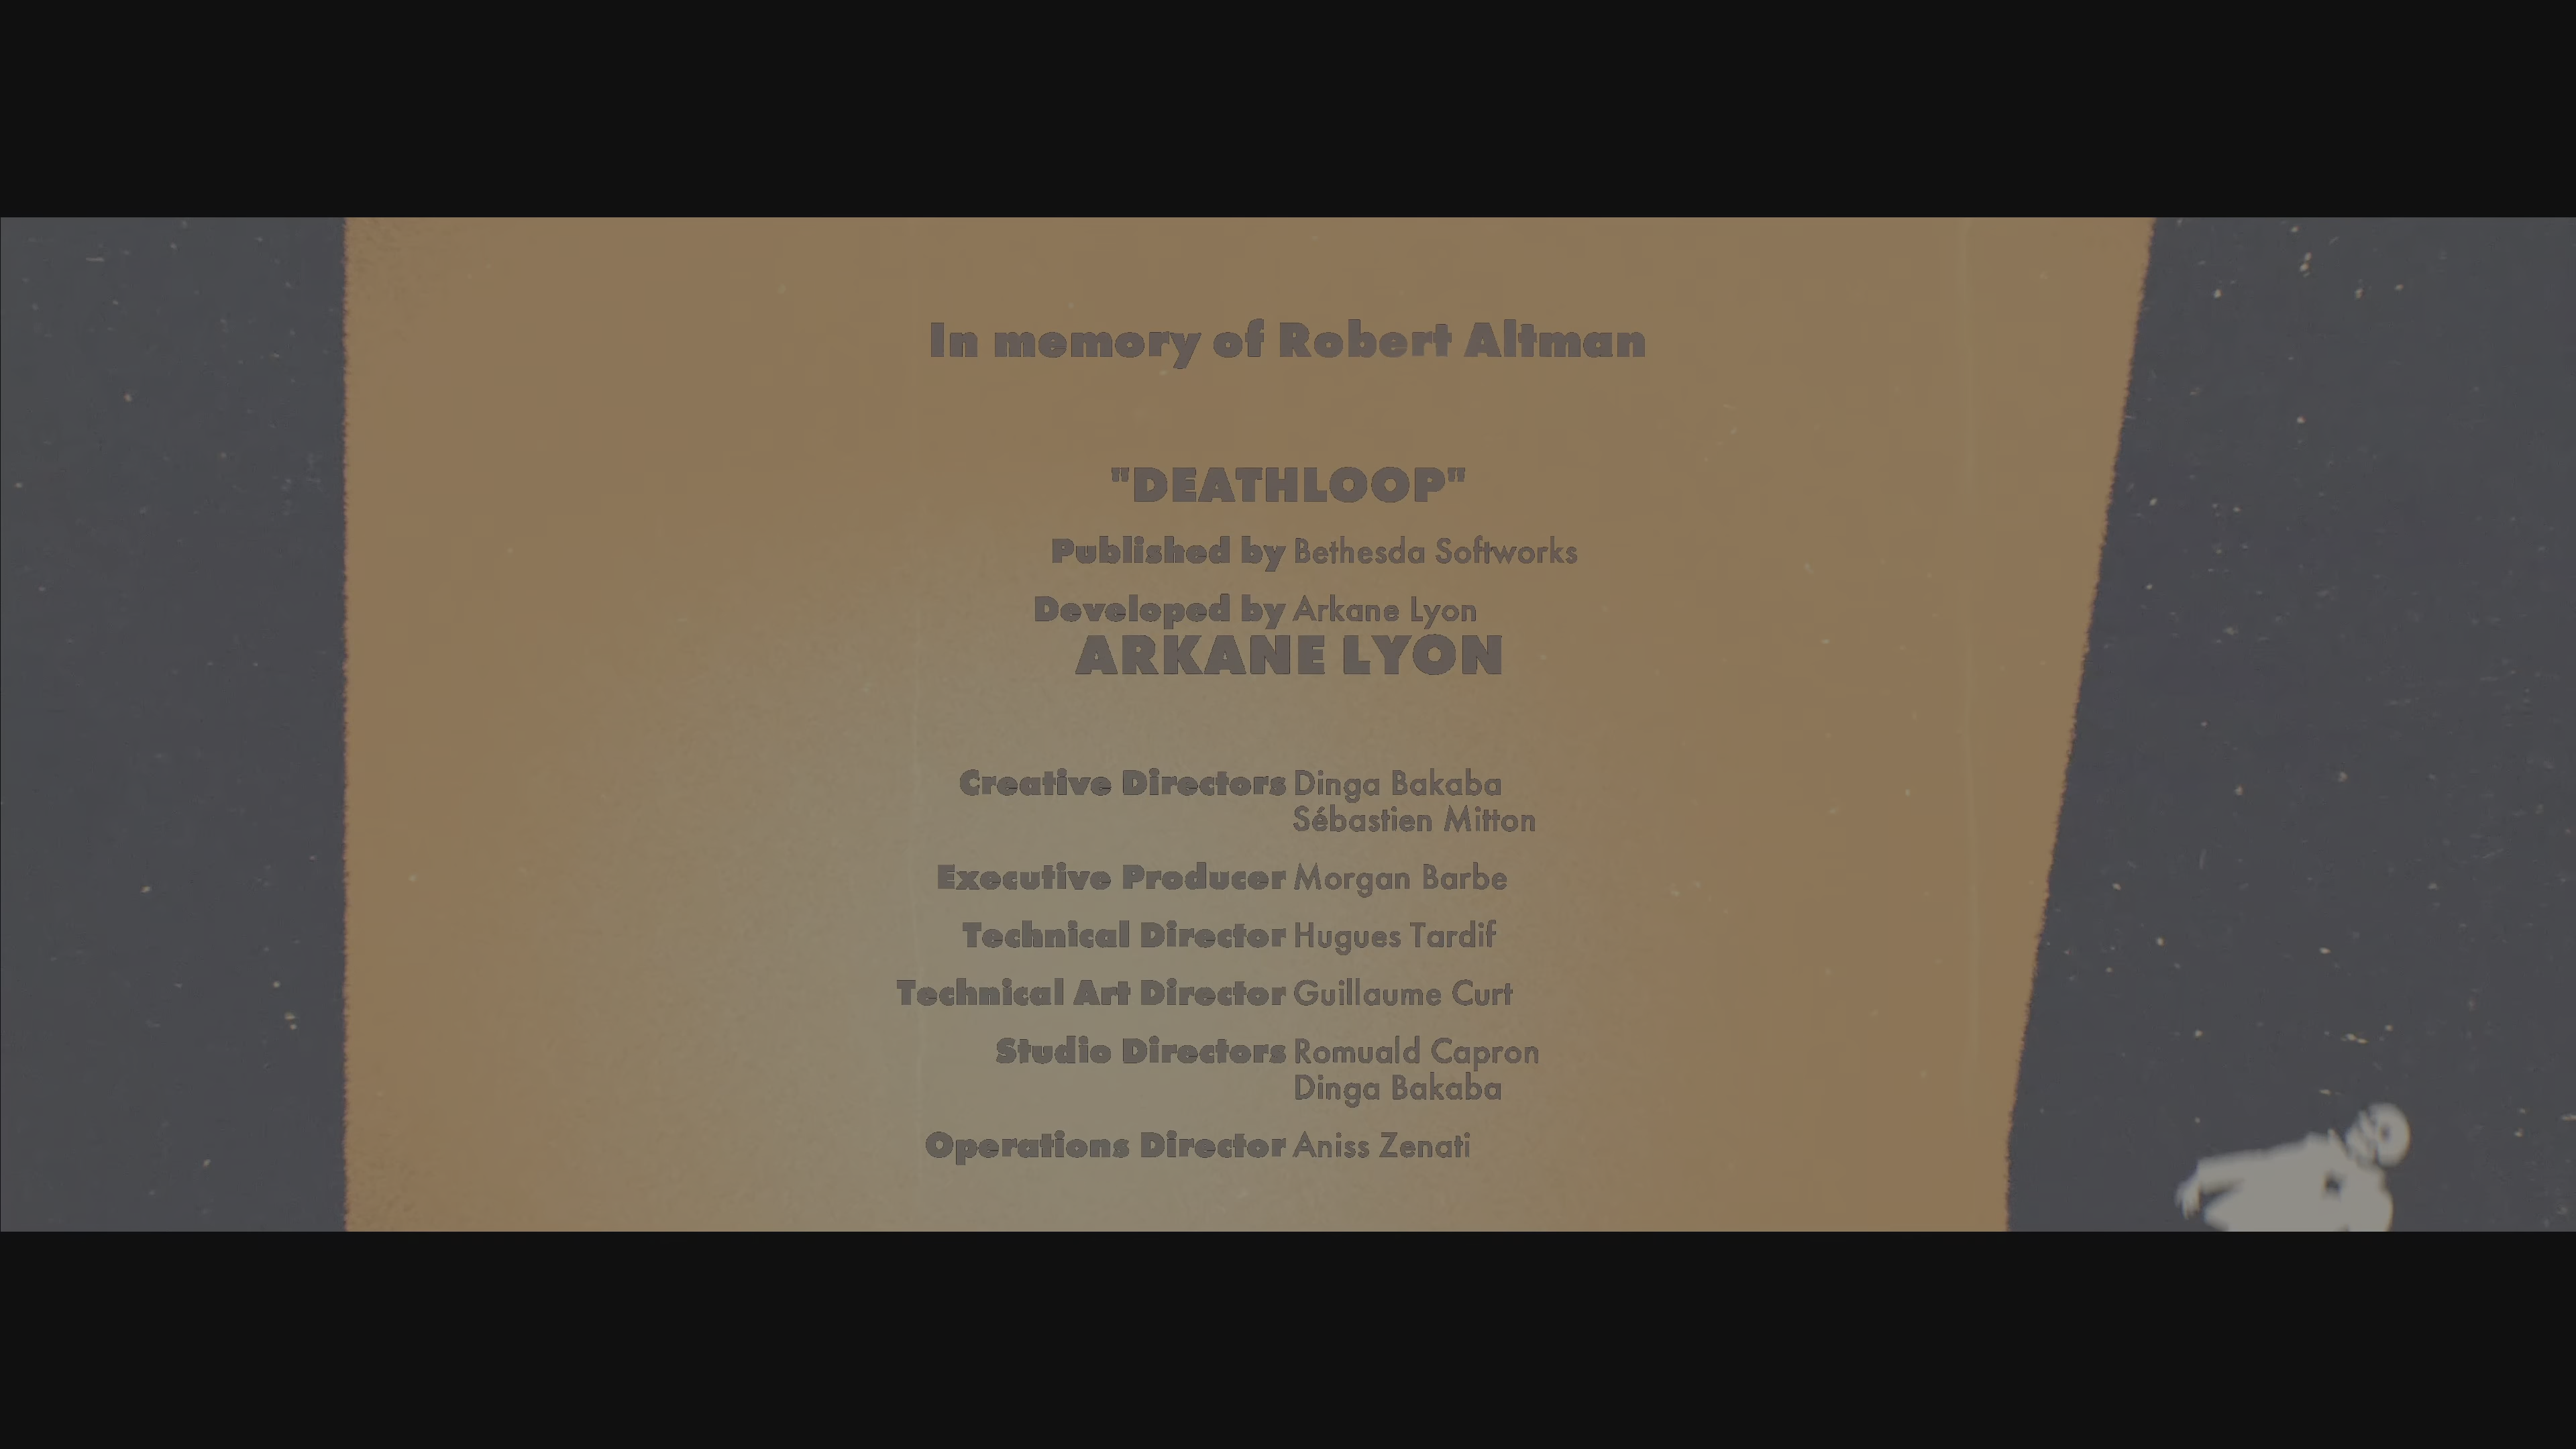 In memory of Robert Altman
"DEATHLOOP"
Published by Bethesda Softworks
Developed by Arkane Lyon
ARKANE LYON
Creative Directors Dinga Bakaba
Sébastien Mitton
Executive Producer Morgan Barbe
Technical Director Hugues Tardif
Technical Art Director Guillaume Curt
Studio Directors Romuald Capron
Dinga Bakaba
Operations Director Aniss Zenati